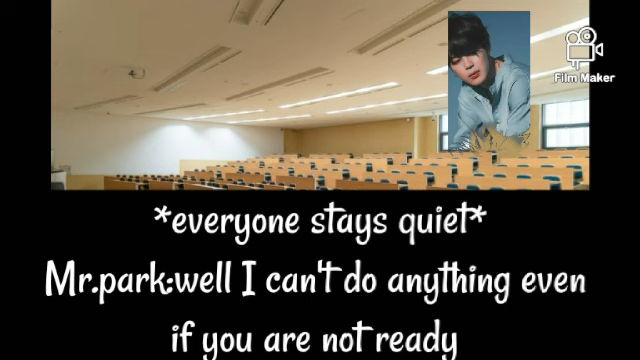 Film Maker
*everyone stays quiet*
Mr.park:well I can't do anything even
if you are not ready